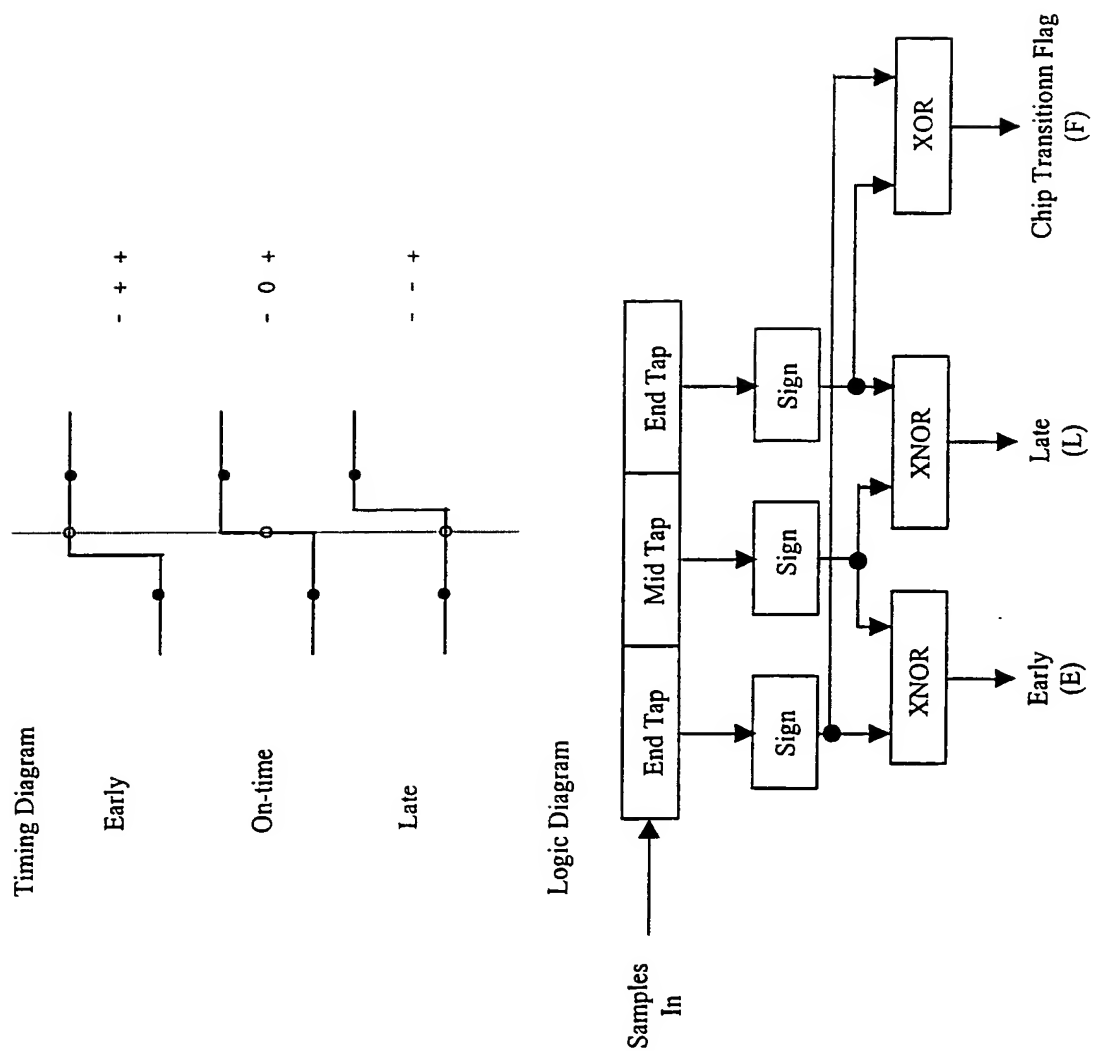 Timing Diagram
Early
- + +
On-time
- 0 +
Late
- - +
Logic Diagram
Samples
In
End Tap
Mid Tap
End Tap
Sign
Sign
Sign
XNOR
XNOR
XOR
Early
(E)
Late
(L)
Chip Transitionn Flag
(F)